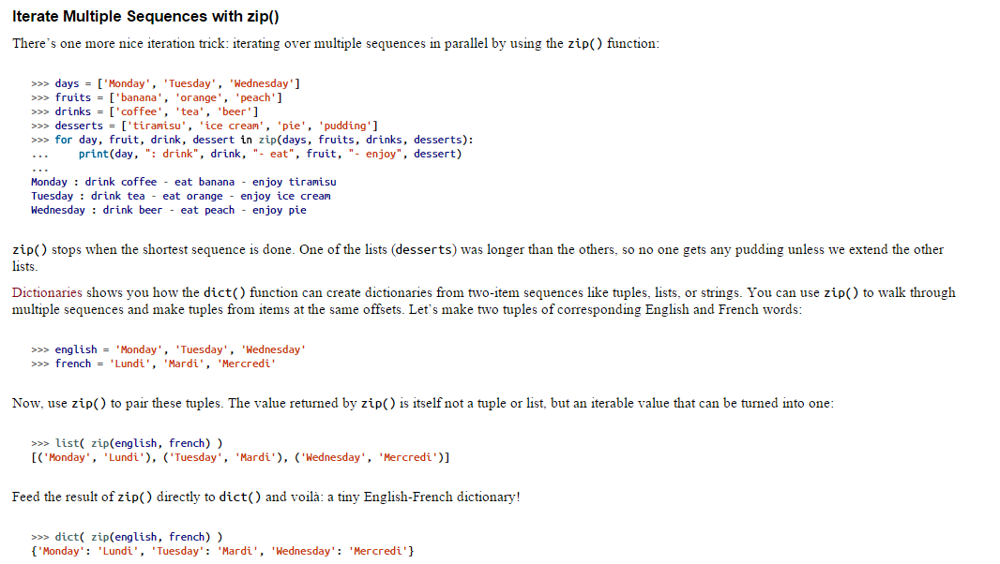 Iterate Multiple Sequences with zip()
There's one more nice iteration trick: iterating over multiple sequences in parallel by using the zip() function:
>>> days = ['Monday', 'Tuesday', 'Wednesday']
>>> fruits = ['banana', 'orange', 'peach']
>>> drinks = ['coffee', 'tea', 'beer']
>>> desserts = ['tiramisu', 'ice cream', 'pie', 'pudding']
>>> for day, fruit, drink, dessert in zip(days, fruits, drinks, desserts):
...     print(day, ": drink", drink, "- eat", fruit, "- enjoy", dessert)
...
Monday : drink coffee - eat banana - enjoy tiramisu
Tuesday : drink tea - eat orange - enjoy ice cream
Wednesday : drink beer - eat peach - enjoy pie
zip() stops when the shortest sequence is done. One of the lists (desserts) was longer than the others, so no one gets any pudding unless we extend the other
lists.
Dictionaries shows you how the dict() function can create dictionaries from two-item sequences like tuples, lists, or strings. You can use zip() to walk through
multiple sequences and make tuples from items at the same offsets. Let's make two tuples of corresponding English and French words:
>>> english = 'Monday', 'Tuesday', 'Wednesday'
>>> french = 'Lundi', 'Mardi', 'Mercredi'
Now, use zip() to pair these tuples. The value returned by zip() is itself not a tuple or list, but an iterable value that can be turned into one:
>>> list( zip(english, french) )
[('Monday', 'Lundi'), ('Tuesday', 'Mardi'), ('Wednesday', 'Mercredi')]
Feed the result of zip() directly to dict() and voilà: a tiny English-French dictionary!
>>> dict( zip(english, french) )
{'Monday': 'Lundi', 'Tuesday': 'Mardi', 'Wednesday': 'Mercredi'}